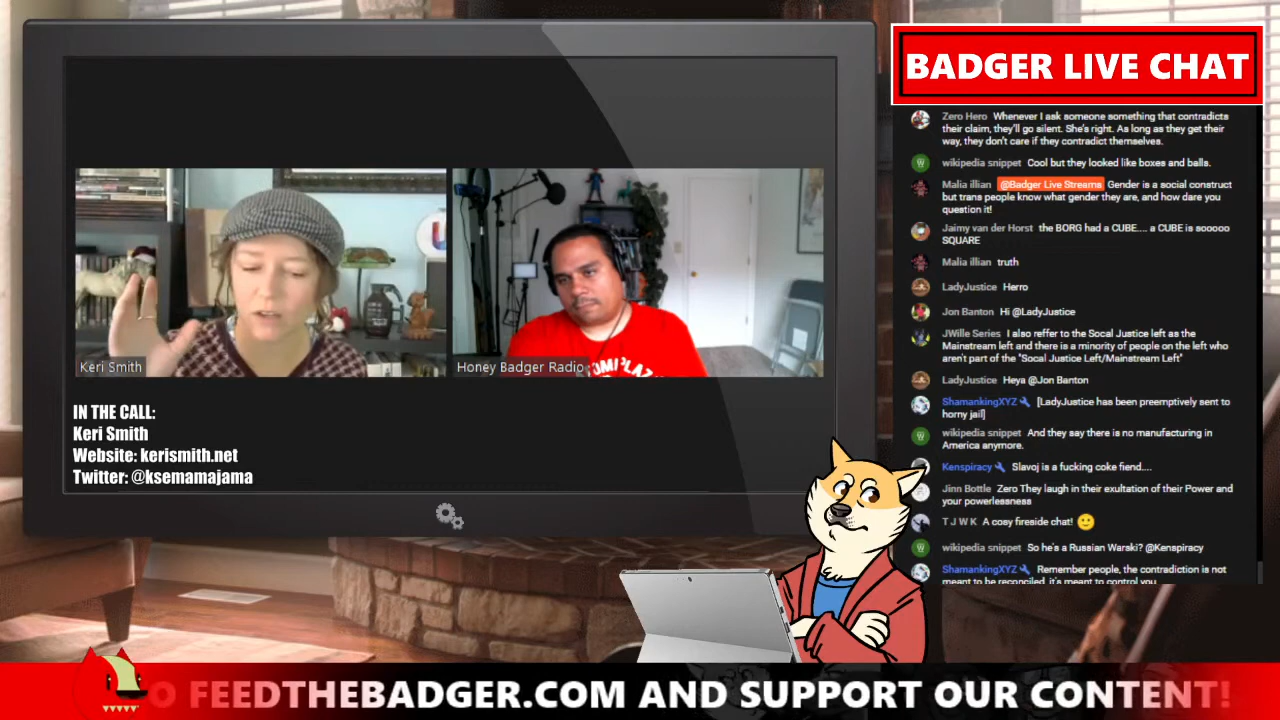 BADGER LIVE CHAT
Zero Hero Whenever I ask someone something that contradicts
their claim, they'll go silent. She's right. As long as they get their
way, they don't care if they contradict themselves.
wikipedia snippet Cool but they looked like boxes and balls.
Malia illian @Badger Live Streams Gender is a social construct
but trans people know what gender they are, and how dare you
question it!
Jaimy van der Horst the BORG had a CUBE.... a CUBE is sooooo
SQUARE
Malia illian truth
LadyJustice Herro
Jon Banton Hi @LadyJustice
JWille Series I also reffer to the Socal Justice left as the
Mainstream left and there is a minority of people on the left who
aren't part of the "Socal Justice Left/Mainstream Left"
LadyJustice Heya @Jon Banton
ShamankingXYZ [LadyJustice has been preemptively sent to
horny jail]
wikipedia snippet And they say there is no manufacturing in
America anymore.
Kenspiracy Slavoj is a fucking coke fiend....
Jinn Bottle Zero They laugh in their exultation of their Power and
your powerlessness
T J W K A cosy fireside chat! 🙂
wikipedia snippet So he's a Russian Warski? @Kenspiracy
ShamankingXYZ Remember people, the contradiction is not
meant to be reconciled, it's meant to control you
Keri Smith
Honey Badger Radio
IN THE CALL:
Keri Smith
Website: kerismith.net
Twitter: @ksemamajama
O FEEDTHEBADGER.COM AND SUPPORT OUR CONTENT!